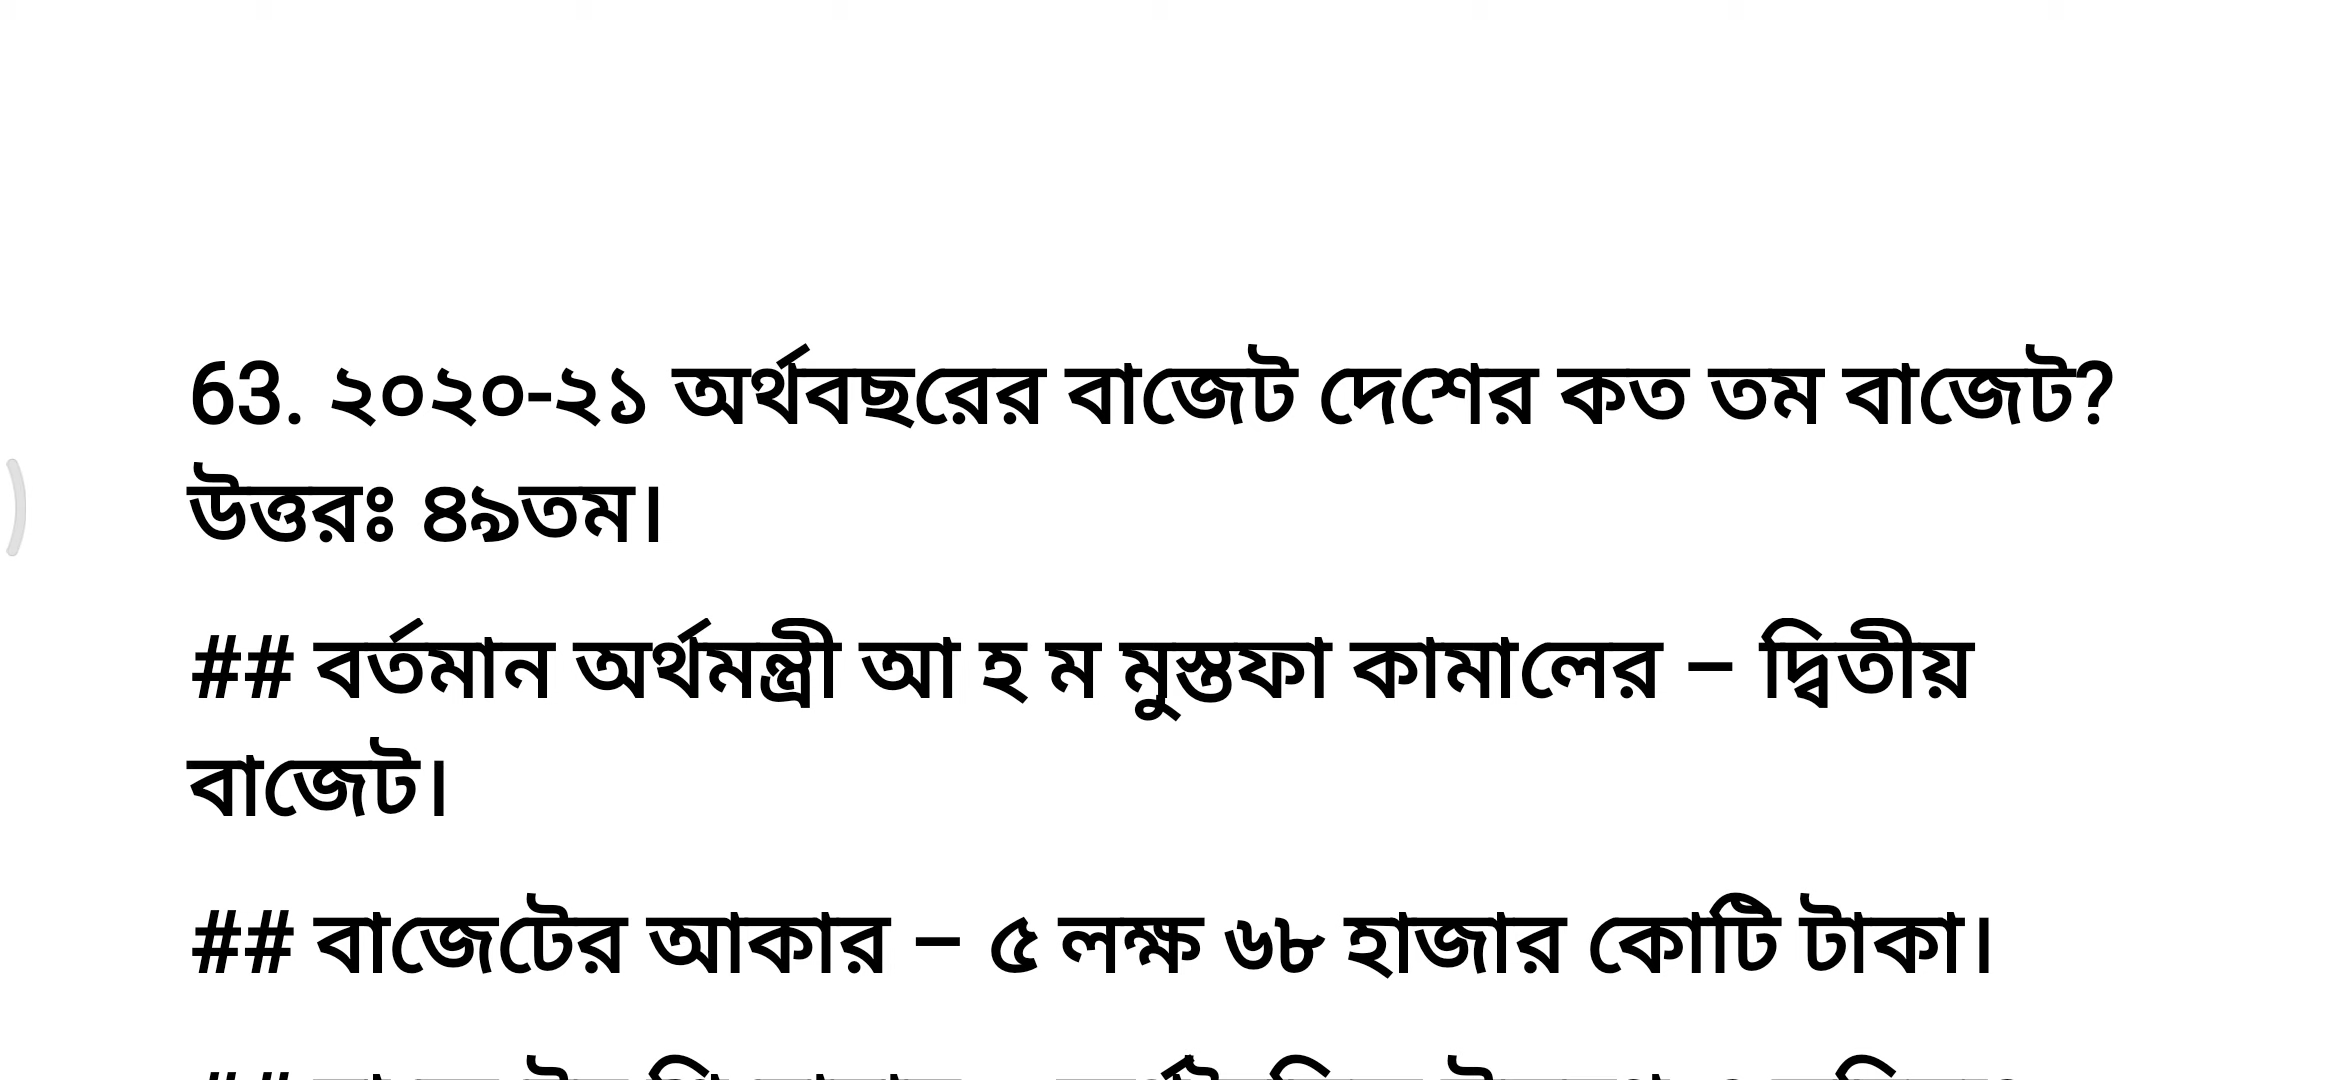 63. ২০২০-২১ অর্থবছরের বাজেট দেশের কত তম বাজেট?
উত্তরঃ ৪৯তম।
## বর্তমান অর্থমন্ত্রী আ হ ম মুস্তফা কামালের – দ্বিতীয়
বাজেট।
## বাজেটের আকার – ৫ লক্ষ ৬৮ হাজার কোটি টাকা।